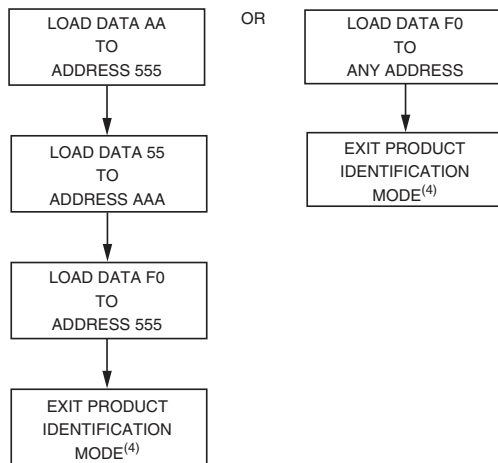 LOAD DATA AA
TO
ADDRESS 555
LOAD DATA 55
TO
ADDRESS AAA
LOAD DATA F0
TO
ADDRESS 555
EXIT PRODUCT
IDENTIFICATION
MODE(4)
OR
LOAD DATA F0
TO
ANY ADDRESS
EXIT PRODUCT
IDENTIFICATION
MODE(4)